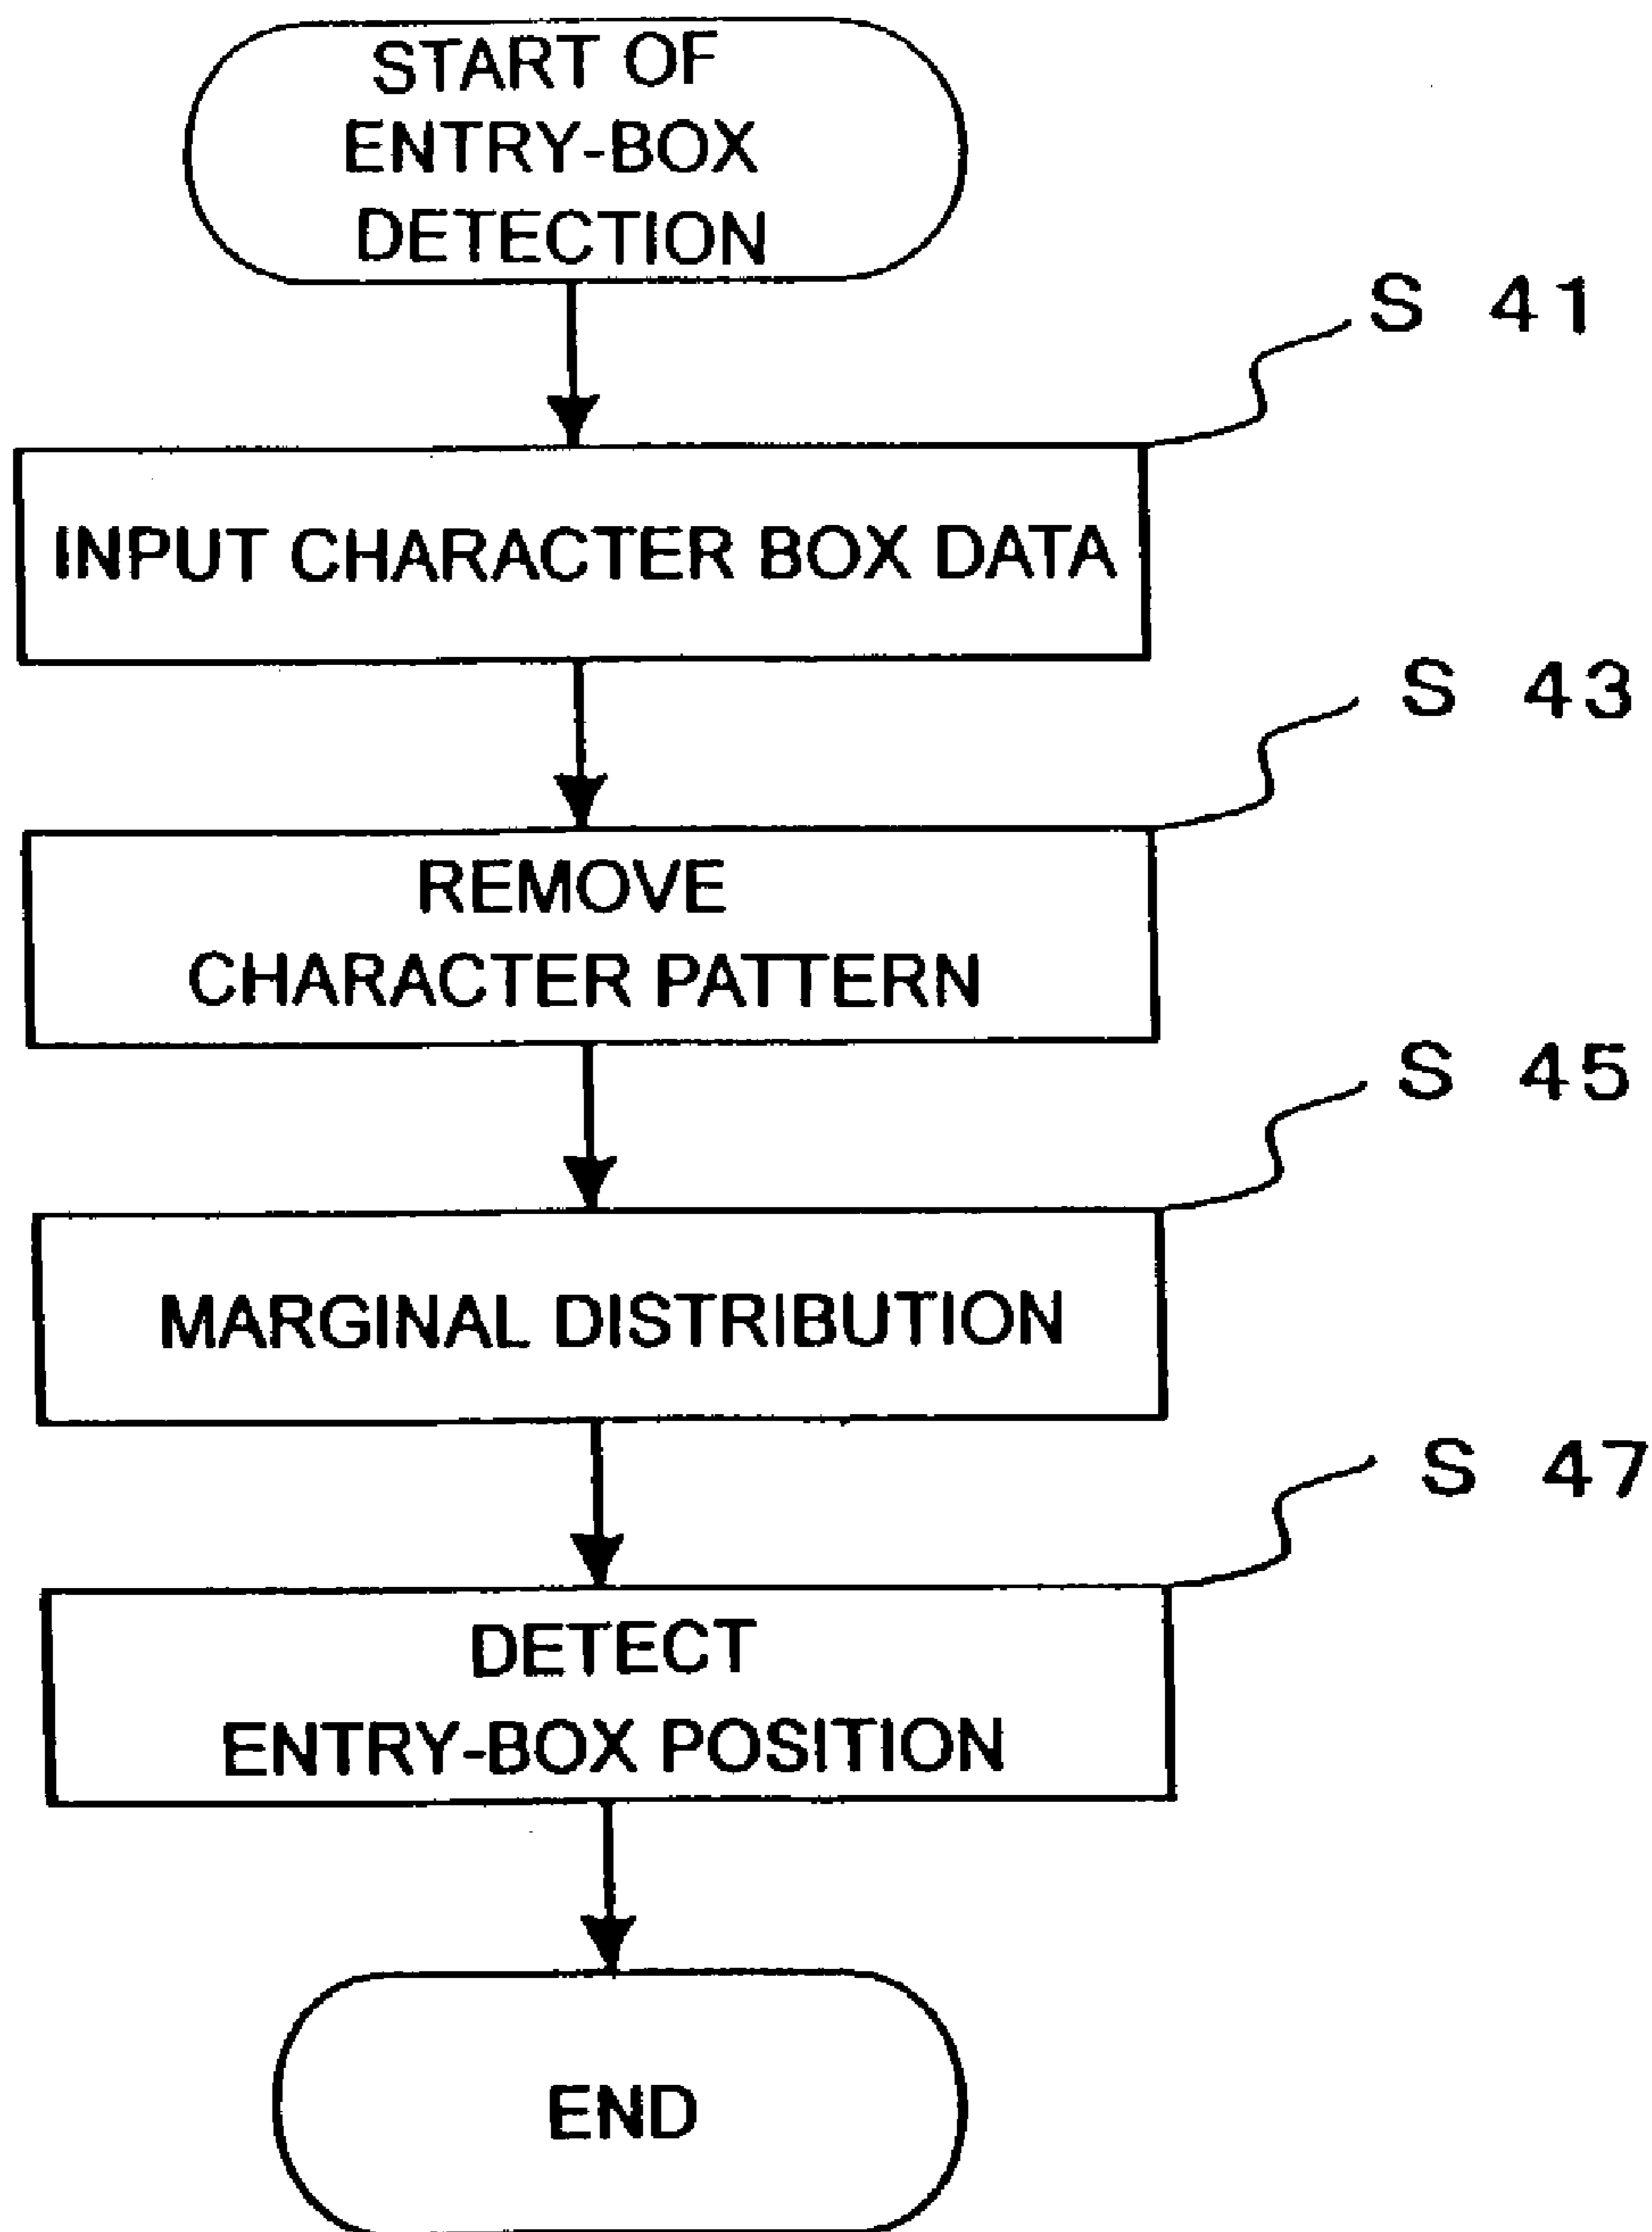 START OF
ENTRY-BOX
DETECTION
S 41
INPUT CHARACTER BOX DATA
S 43
REMOVE
CHARACTER PATTERN
S 45
MARGINAL DISTRIBUTION
S 47
DETECT
ENTRY-BOX POSITION
END